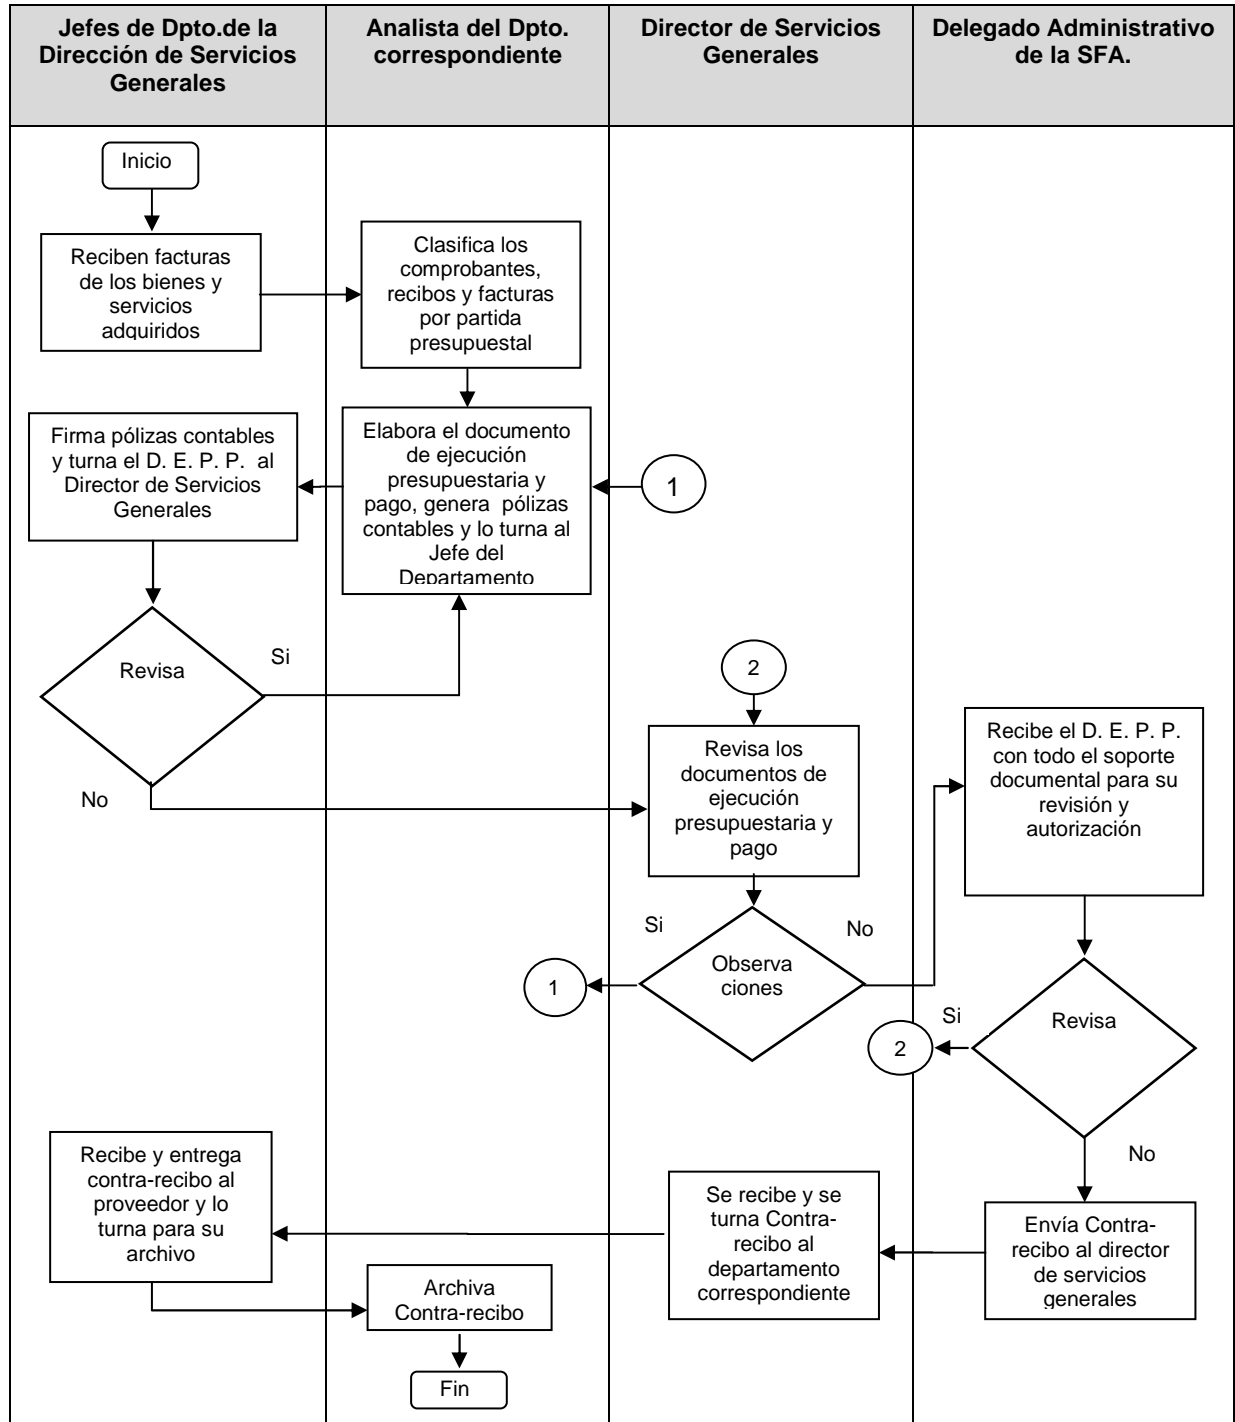 Jefes de Dpto.de la
Dirección de Servicios
Generales
Analista del Dpto.
correspondiente
Director de Servicios
Generales
Delegado Administrativo
de la SFA.
Inicio
Reciben facturas
de los bienes y
servicios
adquiridos
Clasifica los
comprobantes,
recibos y facturas
por partida
presupuestal
Firma pólizas contables
y turna el D. E. P. P. al
Director de Servicios
Generales
Elabora el documento
de ejecución
presupuestaria y
pago, genera pólizas
contables y lo turna al
Jefe del
Departamento
1
Revisa
Si
No
2
Revisa los
documentos de
ejecución
presupuestaria y
pago
Recibe el D. E. P. P.
con todo el soporte
documental para su
revisión y
autorización
Si
No
Observa
ciones
1
Si
Revisa
2
No
Recibe y entrega
contra-recibo al
proveedor y lo
turna para su
archivo
Se recibe y se
turna Contra-
recibo al
departamento
correspondiente
Envía Contra-
recibo al director
de servicios
generales
Archiva
Contra-recibo
Fin